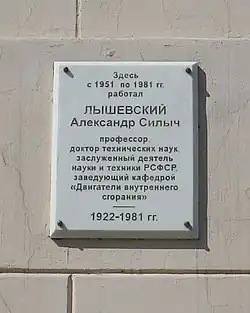 Здесь
с 1951 по 1981 гг.
работал
ЛЫШЕВСКИЙ
Александр Силыч
профессор,
доктор технических наук,
заслуженный деятель
науки и техники РСФСР,
заведующий кафедрой
«Двигатели внутреннего
сгорания»
1922-1981 гг.